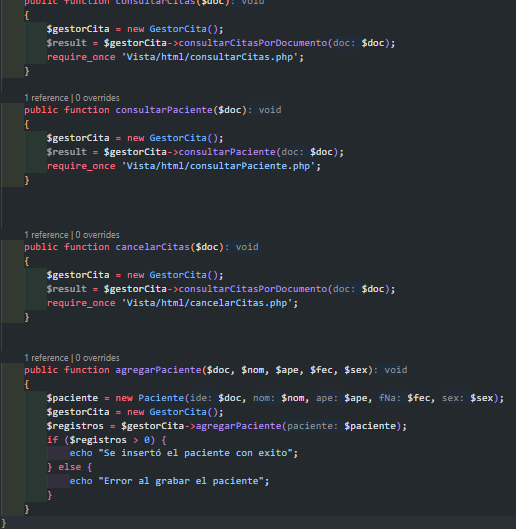 public function consultarCitas($doc): void
{
$gestorCita = new GestorCita();
$result = $gestorCita->consultarCitasPorDocumento(doc: $doc);
require_once 'Vista/html/consultarCitas.php';
}
1 reference | 0 overrides
public function consultarPaciente($doc): void
{
$gestorCita = new GestorCita();
$result = $gestorCita->consultarPaciente(doc: $doc);
require_once 'Vista/html/consultarPaciente.php';
}
1 reference | 0 overrides
public function cancelarCitas($doc): void
{
$gestorCita = new GestorCita();
$result = $gestorCita->consultarCitasPorDocumento(doc: $doc);
require_once 'Vista/html/cancelarCitas.php';
}
1 reference | 0 overrides
public function agregarPaciente($doc, $nom, $ape, $fec, $sex): void
{
$paciente = new Paciente(ide: $doc, nom: $nom, ape: $ape, fNa: $fec, sex: $sex);
$gestorCita = new GestorCita();
$registros = $gestorCita->agregarPaciente(paciente: $paciente);
if ($registros > 0) {
echo "Se insertó el paciente con exito";
} else {
echo "Error al grabar el paciente";
}
}
}